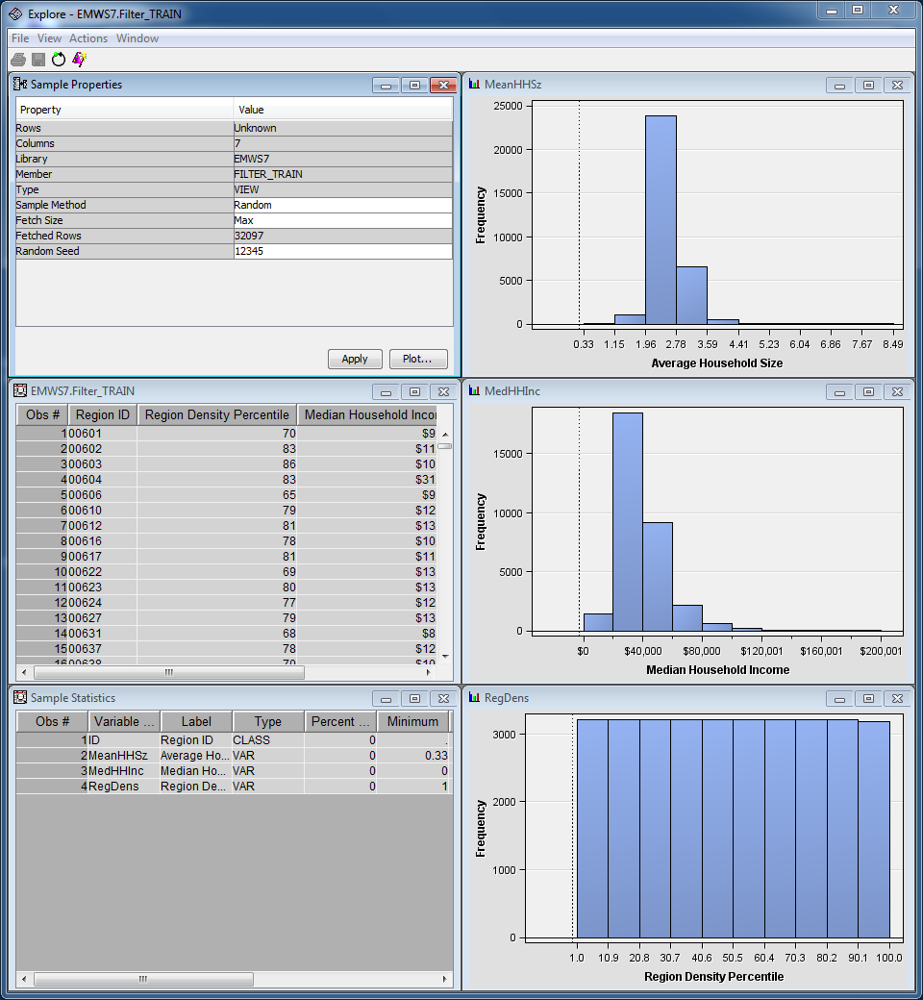 Explore - EMWS7.Filter_TRAIN
File View Actions Window
Sample Properties
Property Value
Rows Unknown
Columns 7
Library EMWS7
Member FILTER_TRAIN
Type VIEW
Sample Method Random
Fetch Size Max
Fetched Rows 32097
Random Seed 12345
Apply Plot...
MeanHHSz
Frequency
25000
20000
15000
10000
5000
0
0.33 1.15 1.96 2.78 3.59 4.41 5.23 6.04 6.86 7.67 8.49
Average Household Size
EMWS7.Filter_TRAIN
Obs # Region ID Region Density Percentile Median Household Incor
1 00601 70 $9
2 00602 83 $11
3 00603 86 $10
4 00604 83 $31
5 00606 65 $9
6 00610 79 $12
7 00612 81 $13
8 00616 78 $10
9 00617 81 $11
10 00622 69 $13
11 00623 80 $13
12 00624 77 $12
13 00627 79 $13
14 00631 68 $8
15 00637 78 $12
16 00638 70 $10
MedHHInc
Frequency
15000
10000
5000
0
$0 $40,000 $80,000 $120,001 $160,001 $200,001
Median Household Income
Sample Statistics
Obs # Variable ... Label Type Percent ... Minimum
1 ID Region ID CLASS 0 .
2 MeanHHSz Average Ho... VAR 0 0.33
3 MedHHInc Median Ho... VAR 0 0
4 RegDens Region De... VAR 0 1
RegDens
Frequency
3000
2000
1000
0
1.0 10.9 20.8 30.7 40.6 50.5 60.4 70.3 80.2 90.1 100.0
Region Density Percentile